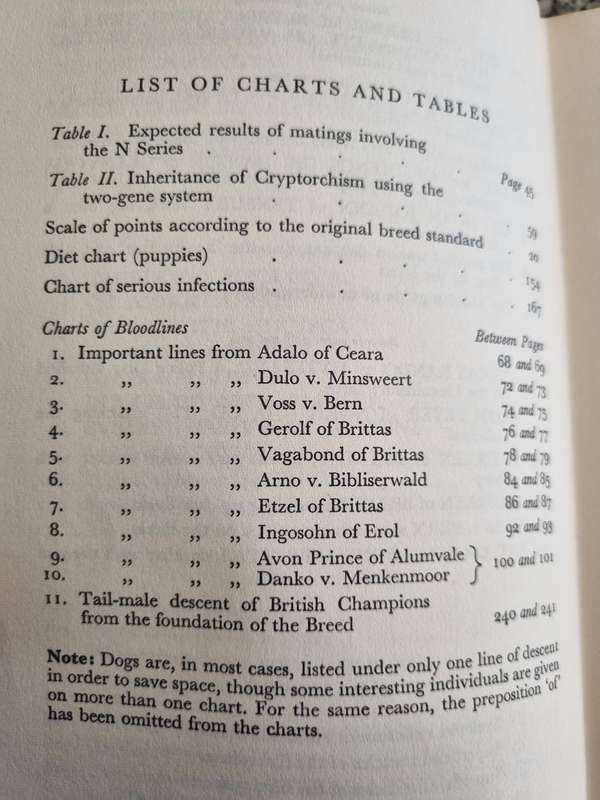 LIST OF CHARTS AND TABLES
Table I. Expected results of matings involving
the N Series . . . . Page 45
Table II. Inheritance of Cryptorchism using the
two-gene system . . . . 59
Scale of points according to the original breed standard . 20
Diet chart (puppies) . . . . 154
Chart of serious infections . . . . 167
Charts of Bloodlines Between Pages
1. Important lines from Adalo of Ceara 68 and 69
2. ,, ,, ,, Dulo v. Minsweert 72 and 73
3. ,, ,, ,, Voss v. Bern 74 and 75
4. ,, ,, ,, Gerolf of Brittas 76 and 77
5. ,, ,, ,, Vagabond of Brittas 78 and 79
6. ,, ,, ,, Arno v. Bibliserwald 84 and 85
7. ,, ,, ,, Etzel of Brittas 86 and 87
8. ,, ,, ,, Ingosohn of Erol 92 and 93
9. ,, ,, ,, Avon Prince of Alumvale } 100 and 101
10. ,, ,, ,, Danko v. Menkenmoor
11. Tail-male descent of British Champions
from the foundation of the Breed 240 and 241
Note: Dogs are, in most cases, listed under only one line of descent
in order to save space, though some interesting individuals are given
on more than one chart. For the same reason, the preposition 'of'
has been omitted from the charts.